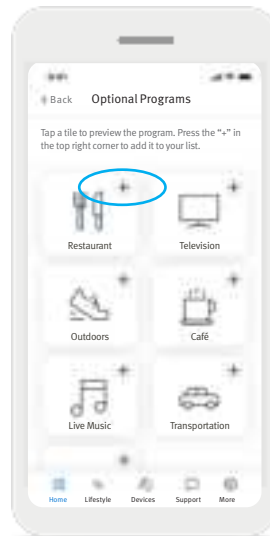 Back Optional Programs
Tap a tile to preview the program. Press the “+” in
the top right corner to add it to your list.
Restaurant Television
Outdoors Café
Live Music Transportation
Home Lifestyle Devices Support More